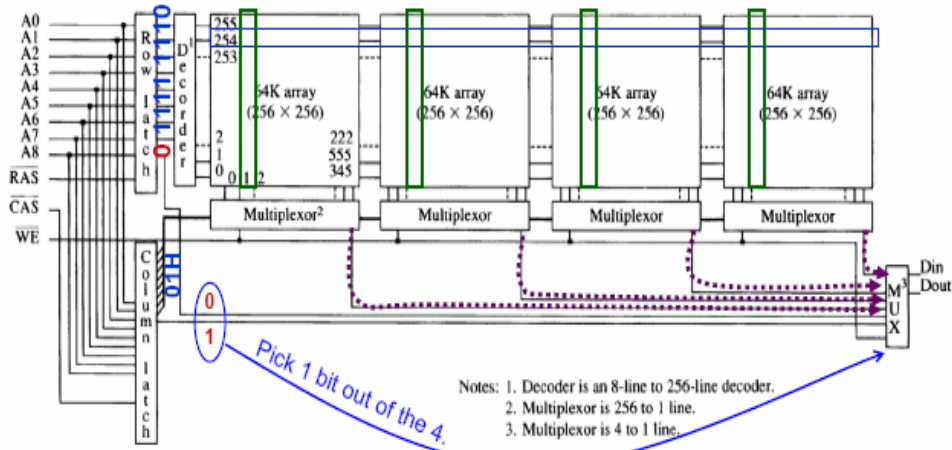 A0
A1
A2
A3
A4
A5
A6
A7
A8
RAS
CAS
WE
Row latch
0 1111 1110
Decorder¹
255
254
253
2
1
0
0 1 2
222
555
345
64K array
(256 × 256)
64K array
(256 × 256)
64K array
(256 × 256)
64K array
(256 × 256)
Multiplexor²
Multiplexor
Multiplexor
Multiplexor
Column latch
01H
0
1
Din
Dout
MUX³
Pick 1 bit out of the 4.
Notes: 1. Decoder is an 8-line to 256-line decoder.
2. Multiplexor is 256 to 1 line.
3. Multiplexor is 4 to 1 line.